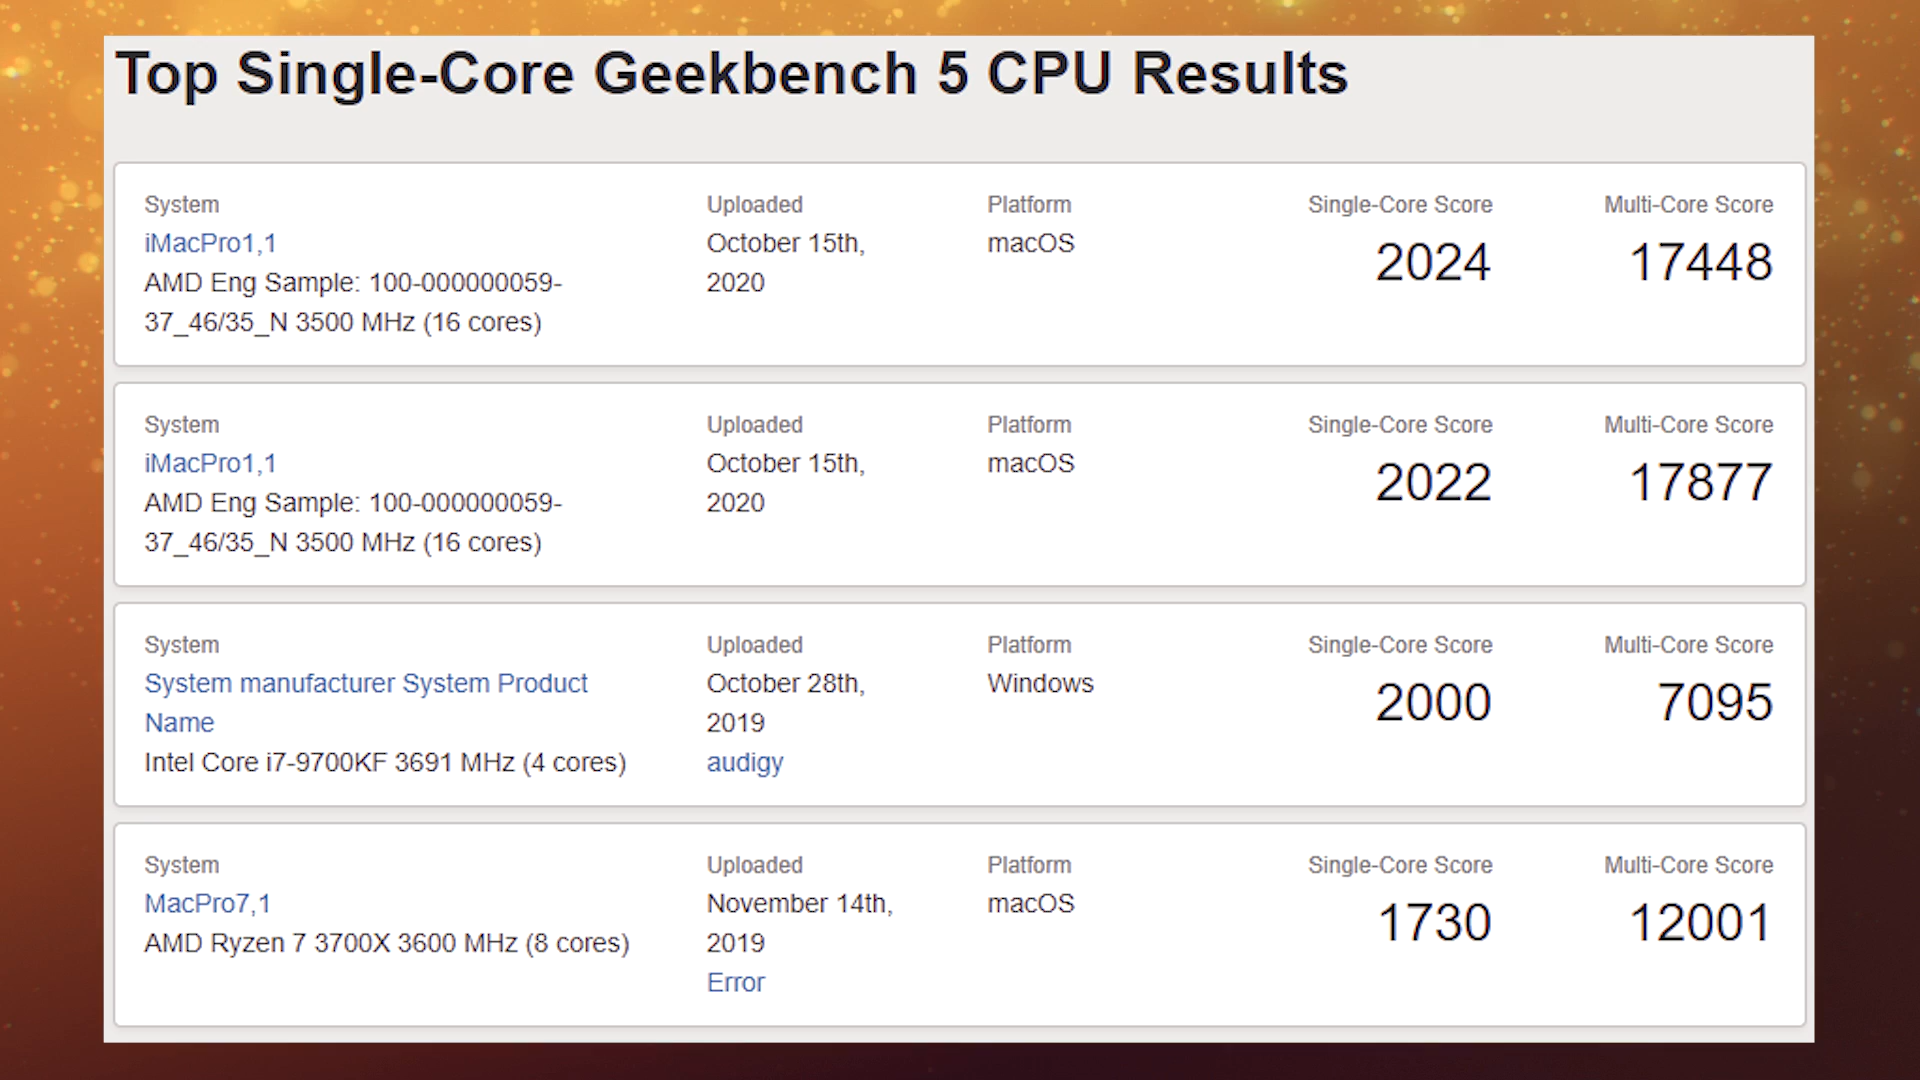 Top Single-Core Geekbench 5 CPU Results
System
iMacPro1,1
AMD Eng Sample: 100-000000059-
37_46/35_N 3500 MHz (16 cores)
Uploaded
October 15th,
2020
Platform
macOS
Single-Core Score
2024
Multi-Core Score
17448
System
iMacPro1,1
AMD Eng Sample: 100-000000059-
37_46/35_N 3500 MHz (16 cores)
Uploaded
October 15th,
2020
Platform
macOS
Single-Core Score
2022
Multi-Core Score
17877
System
System manufacturer System Product
Name
Intel Core i7-9700KF 3691 MHz (4 cores)
Uploaded
October 28th,
2019
audigy
Platform
Windows
Single-Core Score
2000
Multi-Core Score
7095
System
MacPro7,1
AMD Ryzen 7 3700X 3600 MHz (8 cores)
Uploaded
November 14th,
2019
Error
Platform
macOS
Single-Core Score
1730
Multi-Core Score
12001